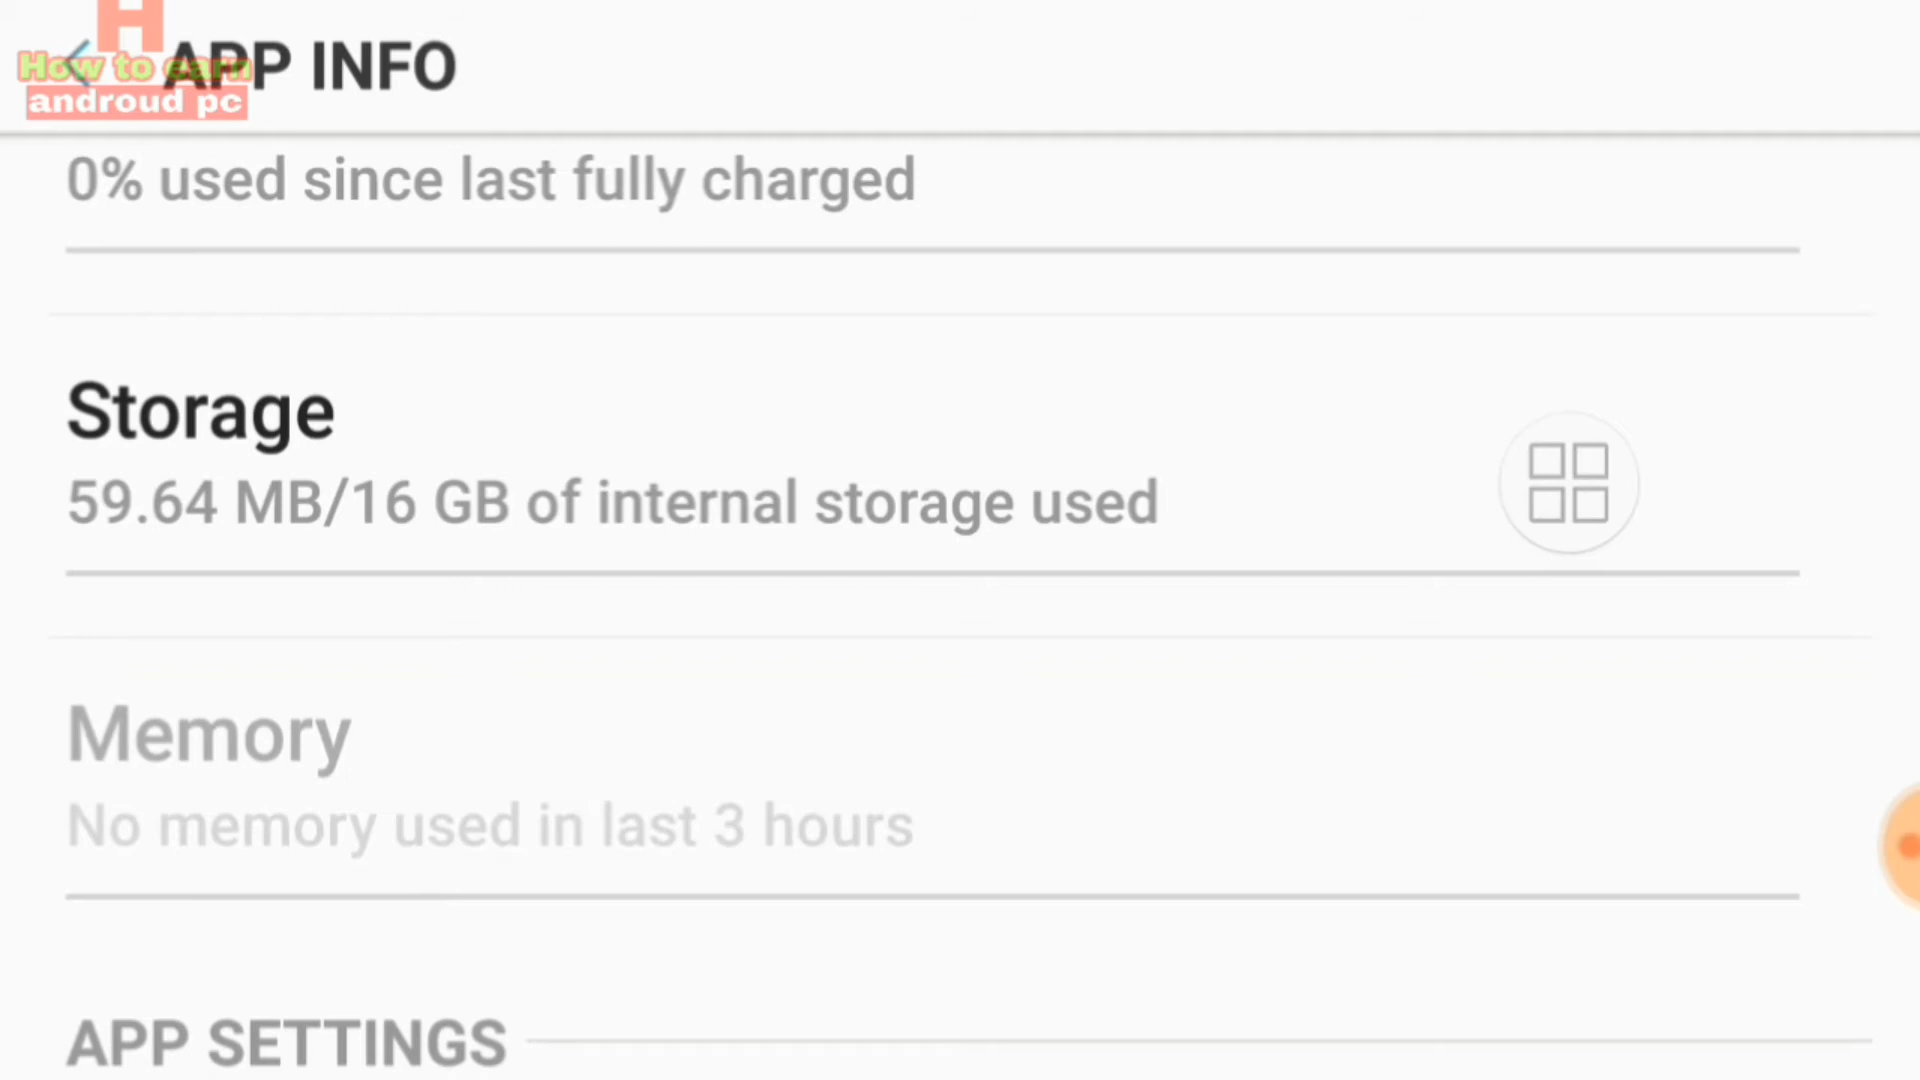 H
How to earn
androud pc
APP INFO
0% used since last fully charged
Storage
59.64 MB/16 GB of internal storage used
Memory
No memory used in last 3 hours
APP SETTINGS